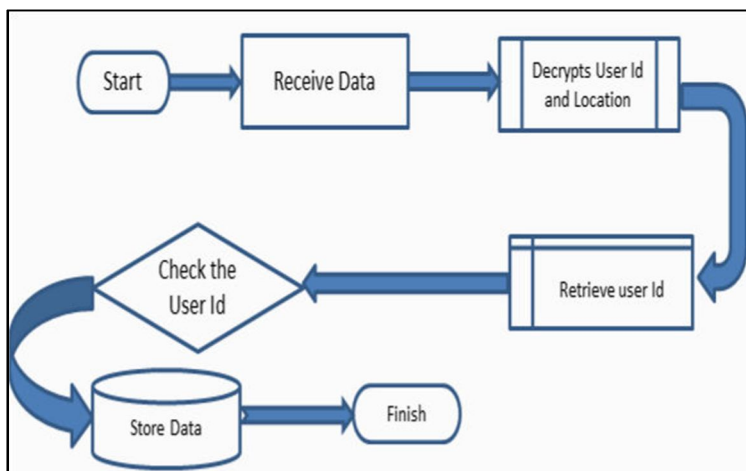 Start
Receive Data
Decrypts User Id
and Location
Retrieve user Id
Check the
User Id
Store Data
Finish